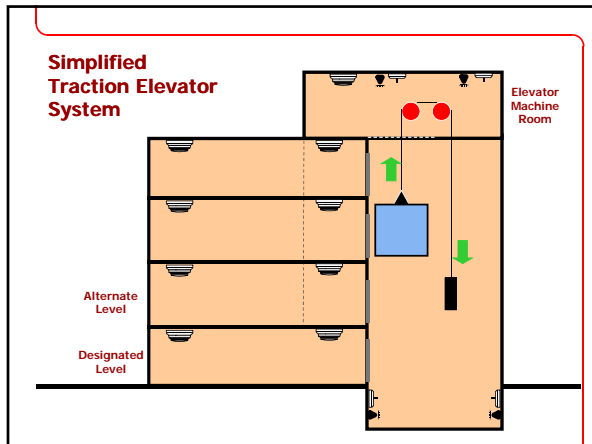 Simplified
Traction Elevator
System
Elevator
Machine
Room
Alternate
Level
Designated
Level